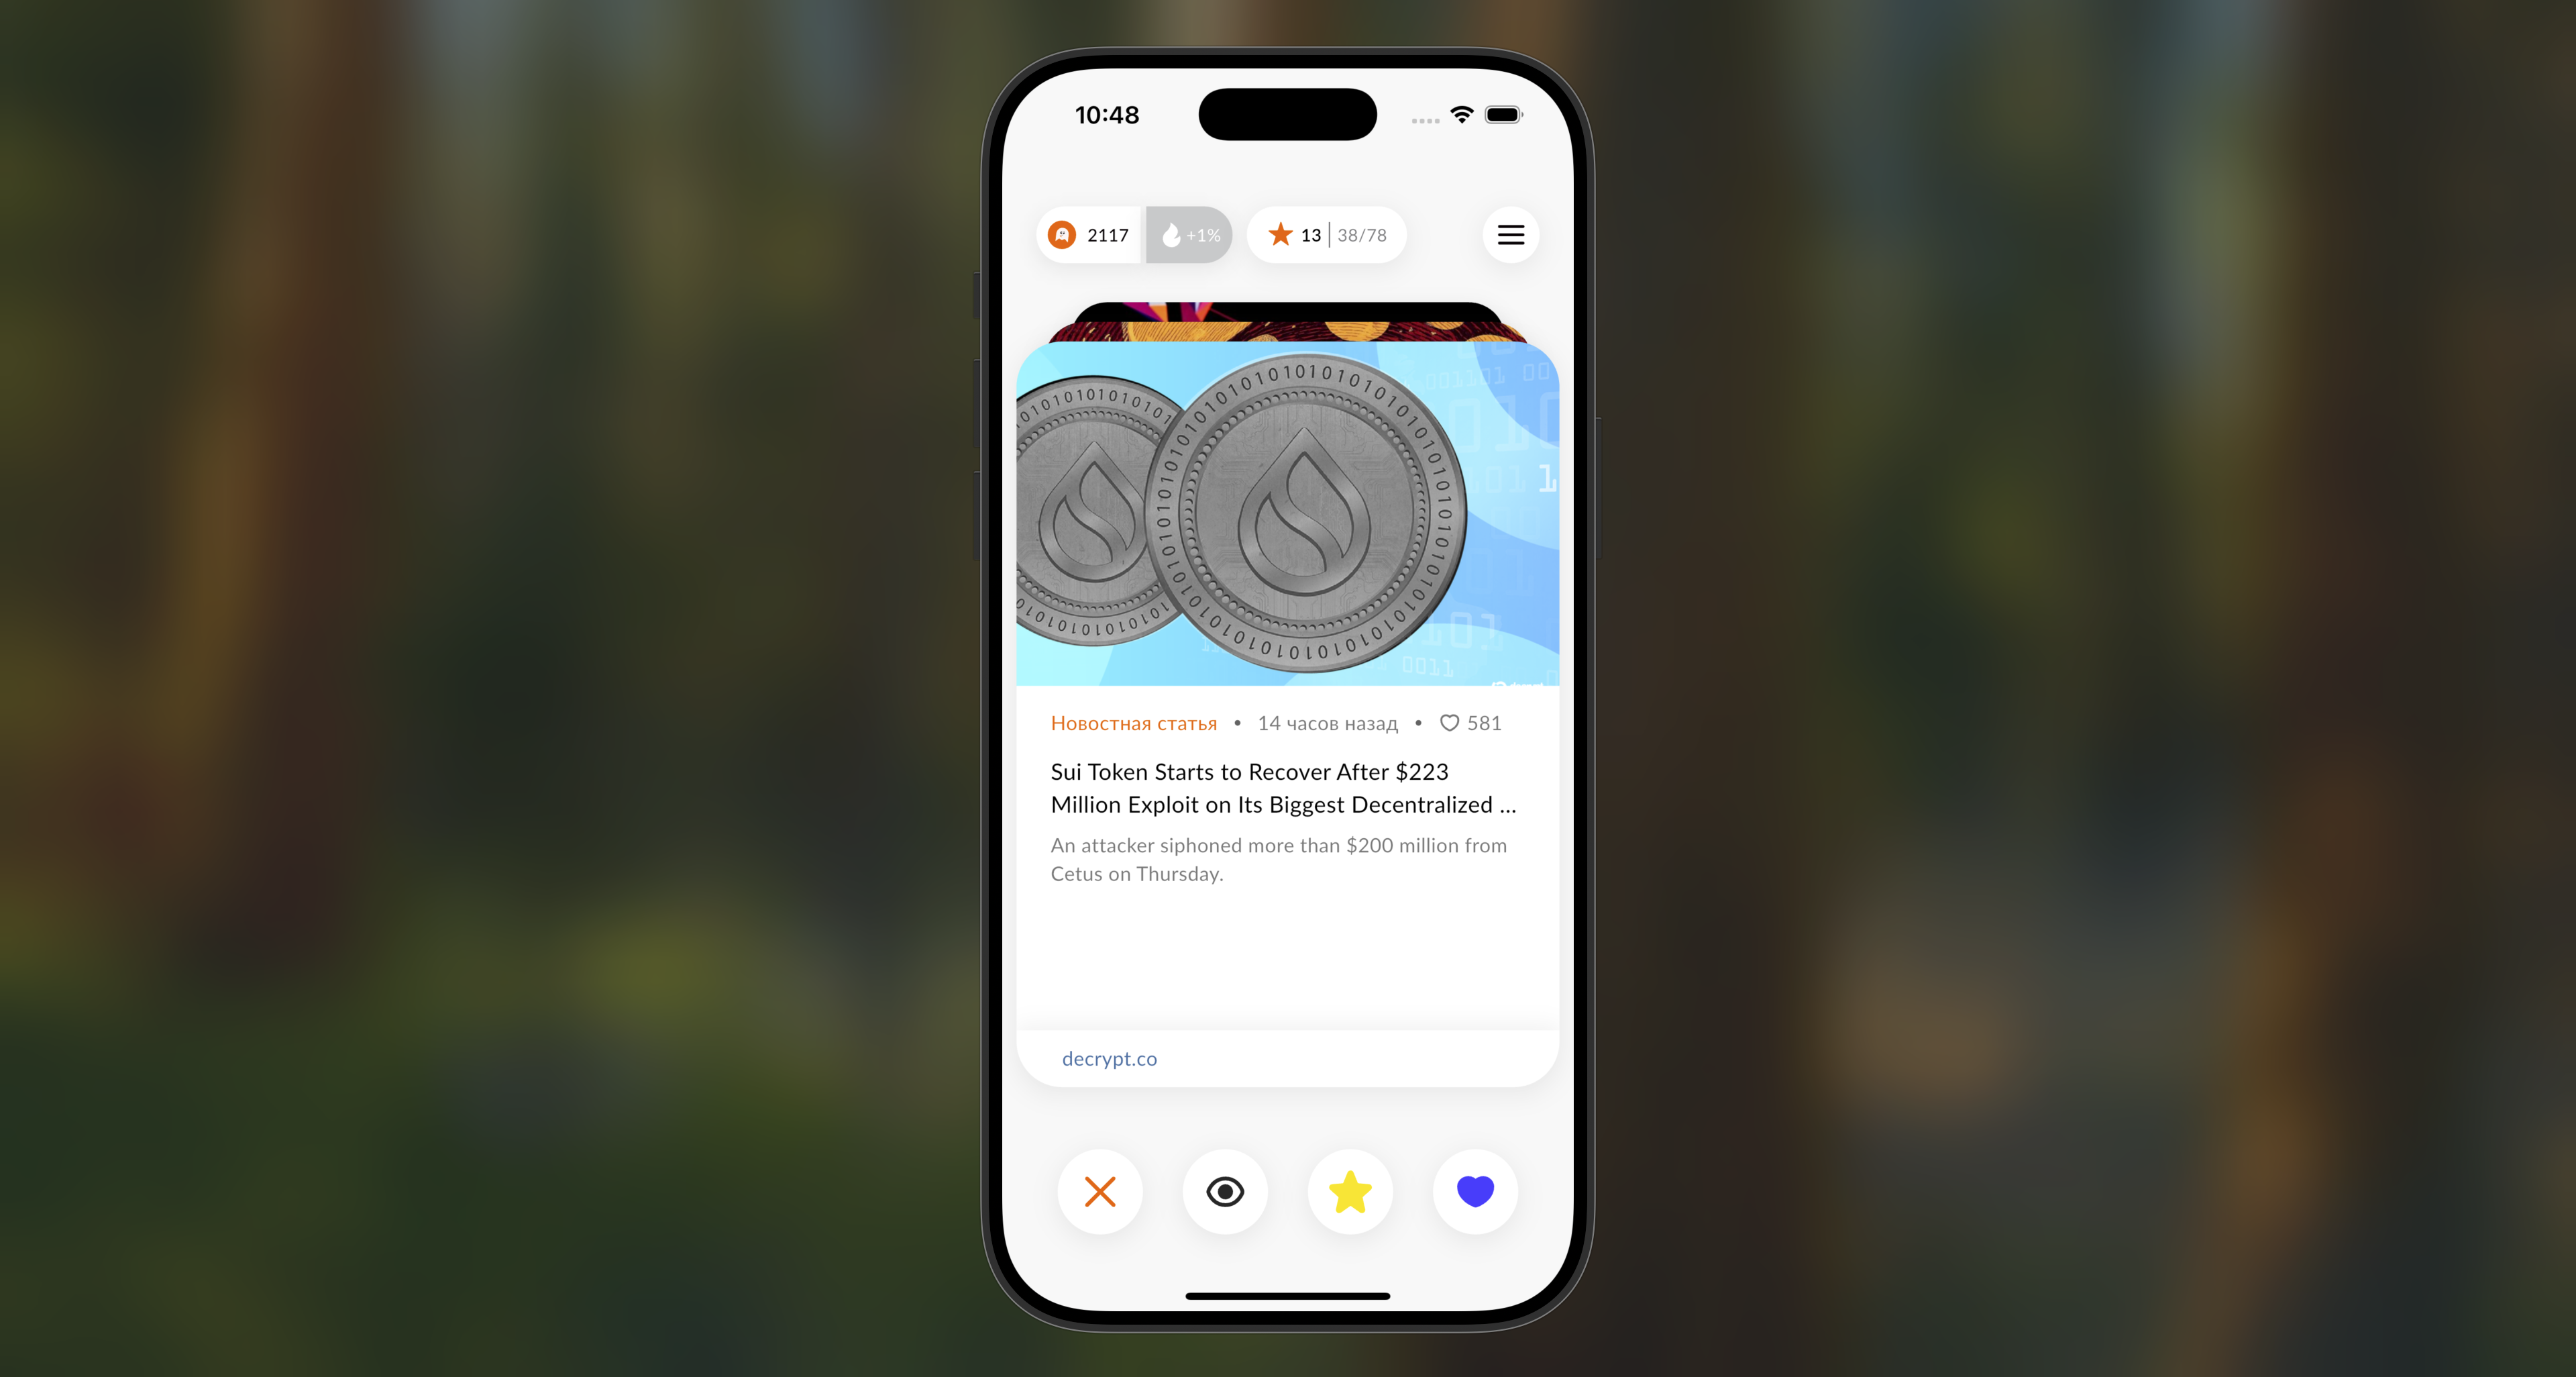 10:48
2117
+1%
13 | 38/78
Новостная статья • 14 часов назад • 581
Sui Token Starts to Recover After $223
Million Exploit on Its Biggest Decentralized ...
An attacker siphoned more than $200 million from
Cetus on Thursday.
decrypt.co